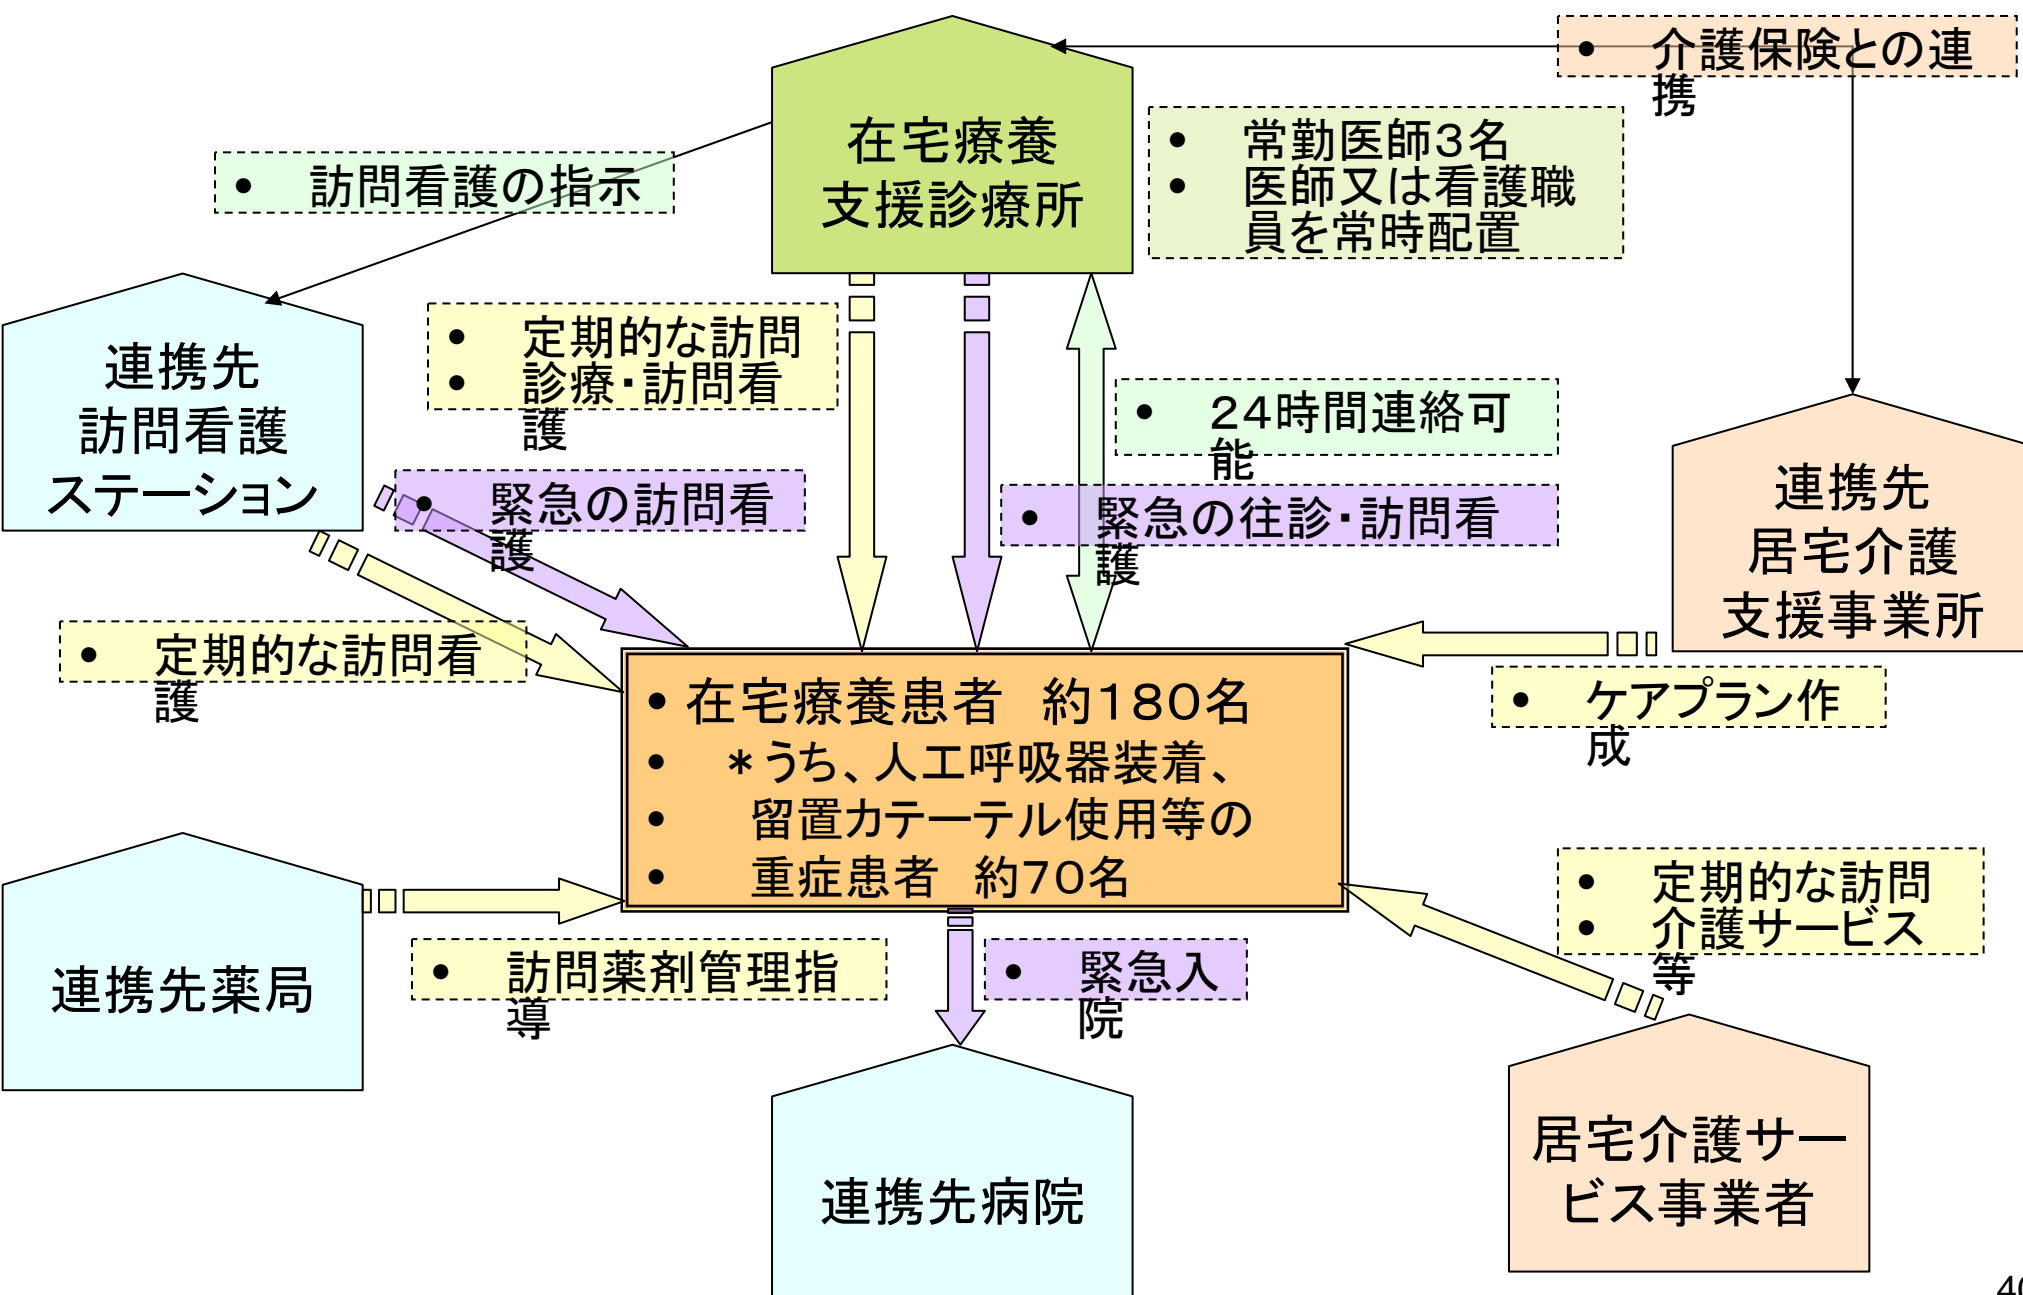 • 介護保険との連
携
在宅療養
支援診療所
• 常勤医師３名
• 医師又は看護職
員を常時配置
• 訪問看護の指示
連携先
訪問看護
ステーション
• 定期的な訪問
• 診療・訪問看
護
• ２４時間連絡可
能
• 緊急の訪問看
護
• 緊急の往診・訪問看
護
連携先
居宅介護
支援事業所
• 定期的な訪問看
護
• ケアプラン作
成
• 在宅療養患者　約１８０名
• ＊うち、人工呼吸器装着、
• 留置カテーテル使用等の
• 重症患者　約７０名
連携先薬局
• 訪問薬剤管理指
導
• 緊急入
院
• 定期的な訪問
• 介護サービス
等
連携先病院
居宅介護サー
ビス事業者